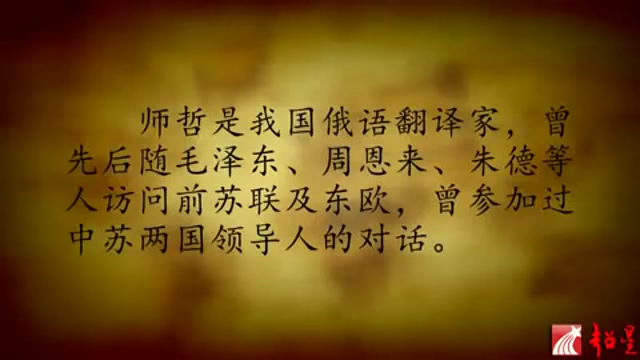 师哲是我国俄语翻译家，曾
先后随毛泽东、周恩来、朱德等
人访问前苏联及东欧，曾参加过
中苏两国领导人的对话。
超星